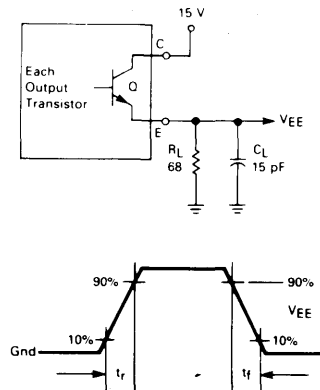 15 V
C
Each
Output
Transistor
Q
E
VEE
RL
68
CL
15 pF
90%
90%
VEE
10%
10%
Gnd
tr
tf